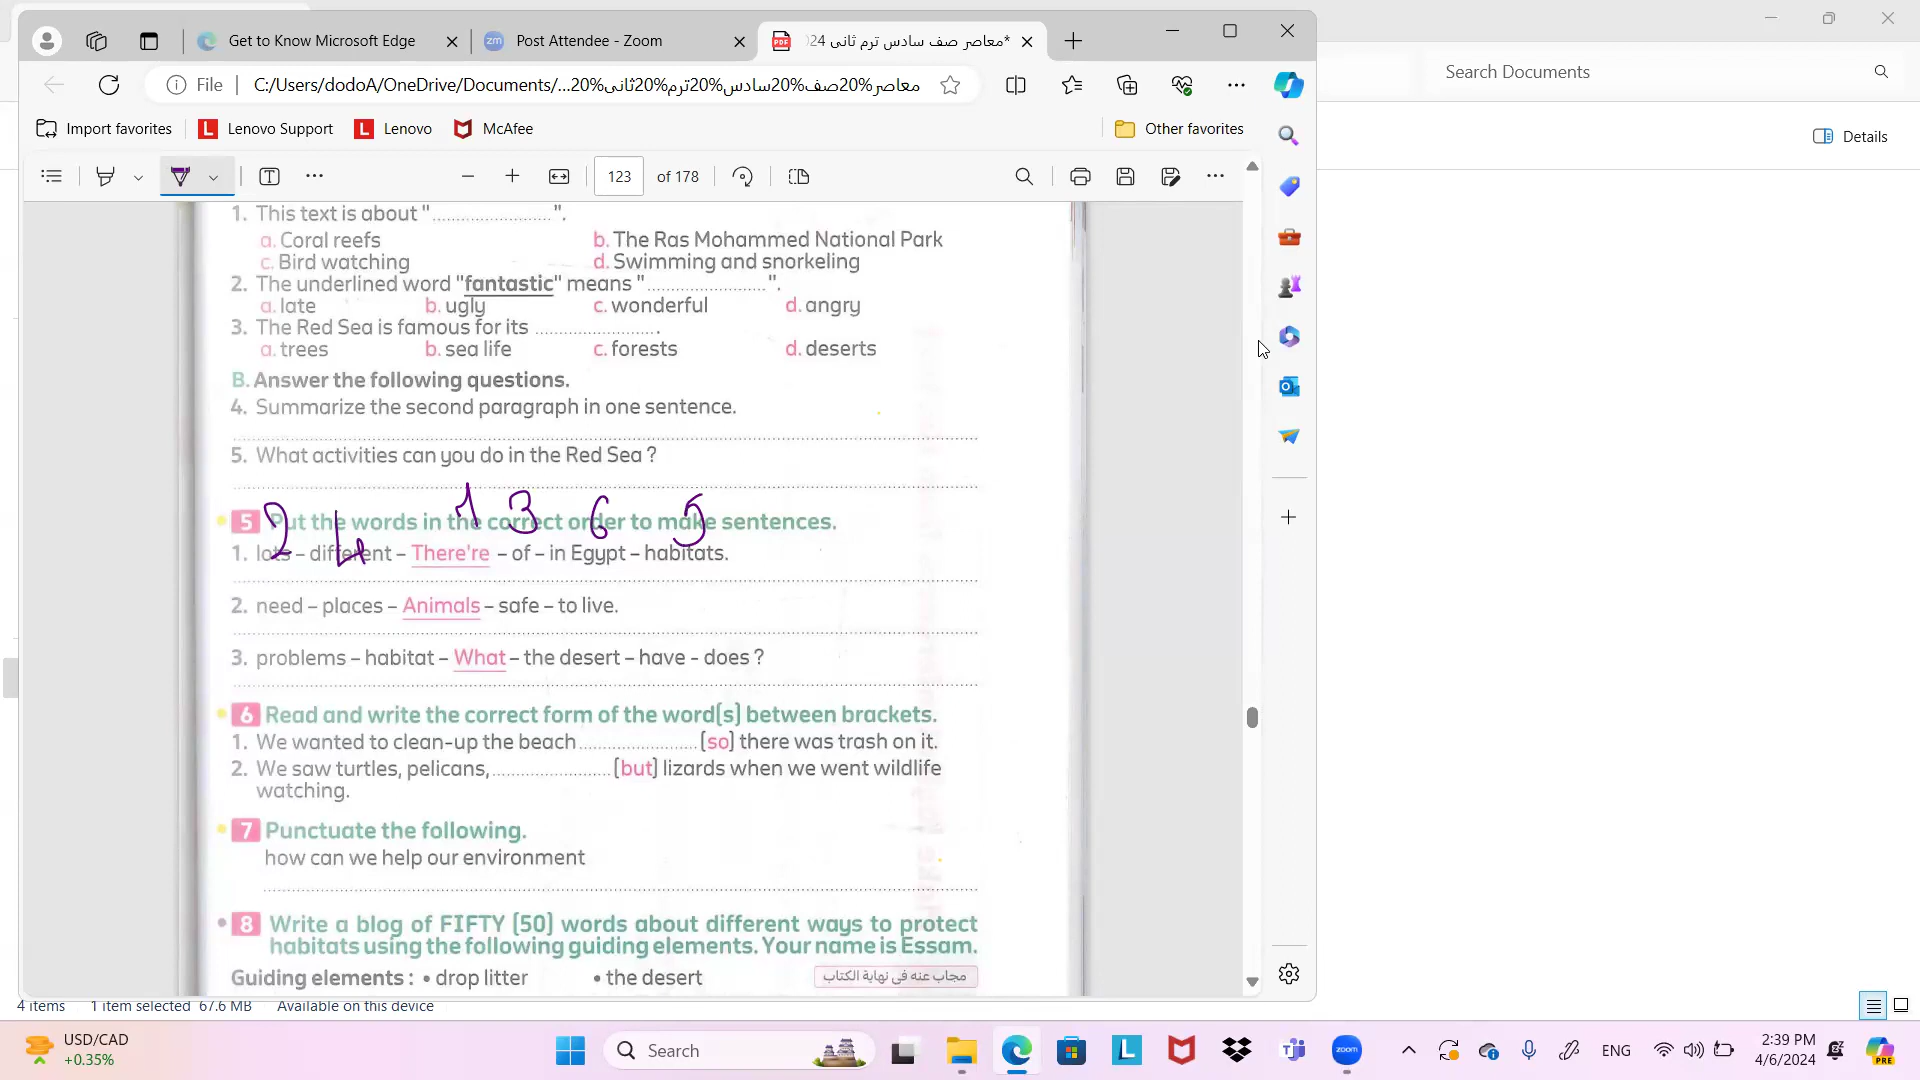 Get to Know Microsoft Edge
zm Post Attendee - Zoom
PDF *معاصر صف سادس ترم ثانى 024
Search Documents
File C:/Users/dodoA/OneDrive/Documents/...معاصر%20صف%20سادس%20ترم%20ثانى%20
Import favorites
L Lenovo Support
L Lenovo
McAfee
Other favorites
Details
T
123 of 178
1. This text is about "........................".
a. Coral reefs b. The Ras Mohammed National Park
c. Bird watching d. Swimming and snorkeling
2. The underlined word "fantastic" means "........................".
a. late b. ugly c. wonderful d. angry
3. The Red Sea is famous for its ........................ .
a. trees b. sea life c. forests d. deserts
B. Answer the following questions.
4. Summarize the second paragraph in one sentence.
5. What activities can you do in the Red Sea ?
2 4 1 3 6 5
5 Put the words in the correct order to make sentences.
1. lots – different – There're – of – in Egypt – habitats.
2. need – places – Animals – safe – to live.
3. problems – habitat – What – the desert – have - does ?
6 Read and write the correct form of the word(s) between brackets.
1. We wanted to clean-up the beach ........................ (so) there was trash on it.
2. We saw turtles, pelicans, ........................ (but) lizards when we went wildlife
watching.
7 Punctuate the following.
how can we help our environment
8 Write a blog of FIFTY (50) words about different ways to protect
habitats using the following guiding elements. Your name is Essam.
Guiding elements : • drop litter • the desert مجاب عنه فى نهاية الكتاب
4 items 1 item selected 67.6 MB Available on this device
USD/CAD
+0.35%
Search
L
zoom
ENG
2:39 PM
4/6/2024
PRE